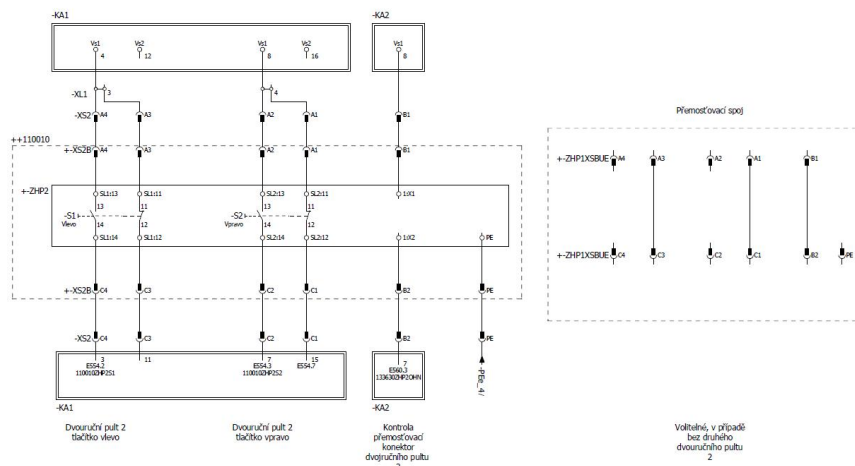 -KA1
-KA2
Vs1
Vs2
Vs1
Vs2
Vs1
4
12
8
16
8
-XL1
3
4
-XS2
A4
A3
A2
A1
B1
Přemosťovací spoj
++110010
+-XS2B
A4
A3
A2
A1
B1
+-ZHP1XSBUE
A4
A3
A2
A1
B1
+-ZHP2
SL1:13
SL1:11
SL2:13
SL2:11
1:X1
13
11
13
11
-S1
Vlevo
-S2
Vpravo
14
12
14
12
SL1:14
SL1:12
SL2:14
SL2:12
1:X2
PE
+-ZHP1XSBUE
C4
C3
C2
C1
B2
PE
+-XS2B
C4
C3
C2
C1
B2
PE
-XS2
C4
C3
C2
C1
B2
PE
3
11
7
15
7
E554.2
110010ZHP2S1
E554.3
110010ZHP2S2
E554.7
E560.3
133630ZHP2OHN
+-PEe_4/
-KA1
-KA2
Dvouruční pult 2
tlačítko vlevo
Dvouruční pult 2
tlačítko vpravo
Kontrola
přemosťovací
konektor
dvojručního pultu
Volitelné, v případě
bez druhého
dvouručního pultu
2